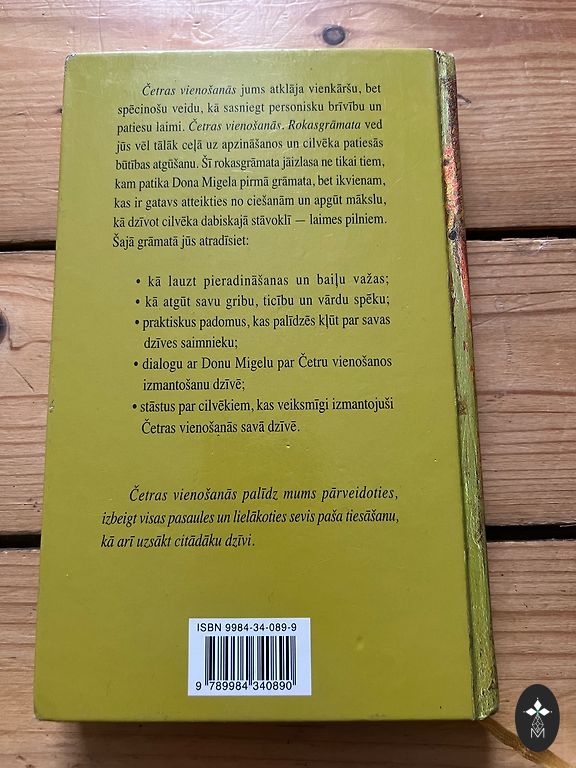 Četras vienošanās jums atklāja vienkāršu, bet
spēcinošu veidu, kā sasniegt personisku brīvību un
patiesu laimi. Četras vienošanās. Rokasgrāmata ved
jūs vēl tālāk ceļā uz apzināšanos un cilvēka patiesās
būtības atgūšanu. Šī rokasgrāmata jāizlasa ne tikai tiem,
kam patika Dona Migela pirmā grāmata, bet ikvienam,
kas ir gatavs atteikties no ciešanām un apgūt mākslu,
kā dzīvot cilvēka dabiskajā stāvoklī — laimes pilniem.
Šajā grāmatā jūs atradīsiet:
• kā lauzt pieradināšanas un baiļu važas;
• kā atgūt savu gribu, ticību un vārdu spēku;
• praktiskus padomus, kas palīdzēs kļūt par savas
dzīves saimnieku;
• dialogu ar Donu Migelu par Četru vienošanos
izmantošanu dzīvē;
• stāstus par cilvēkiem, kas veiksmīgi izmantojuši
Četras vienošanās savā dzīvē.
Četras vienošanās palīdz mums pārveidoties,
izbeigt visas pasaules un lielākoties sevis paša tiesāšanu,
kā arī uzsākt citādāku dzīvi.
ISBN 9984-34-089-9
9 789984 340890
M